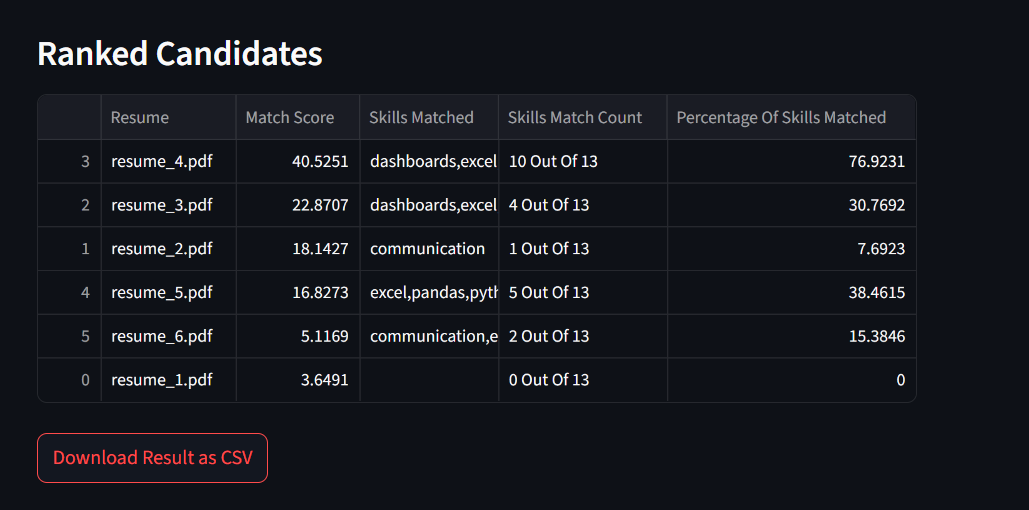 Ranked Candidates
Resume Match Score Skills Matched Skills Match Count Percentage Of Skills Matched
3 resume_4.pdf 40.5251 dashboards,excel 10 Out Of 13 76.9231
2 resume_3.pdf 22.8707 dashboards,excel 4 Out Of 13 30.7692
1 resume_2.pdf 18.1427 communication 1 Out Of 13 7.6923
4 resume_5.pdf 16.8273 excel,pandas,pyth 5 Out Of 13 38.4615
5 resume_6.pdf 5.1169 communication,e 2 Out Of 13 15.3846
0 resume_1.pdf 3.6491 0 Out Of 13 0
Download Result as CSV